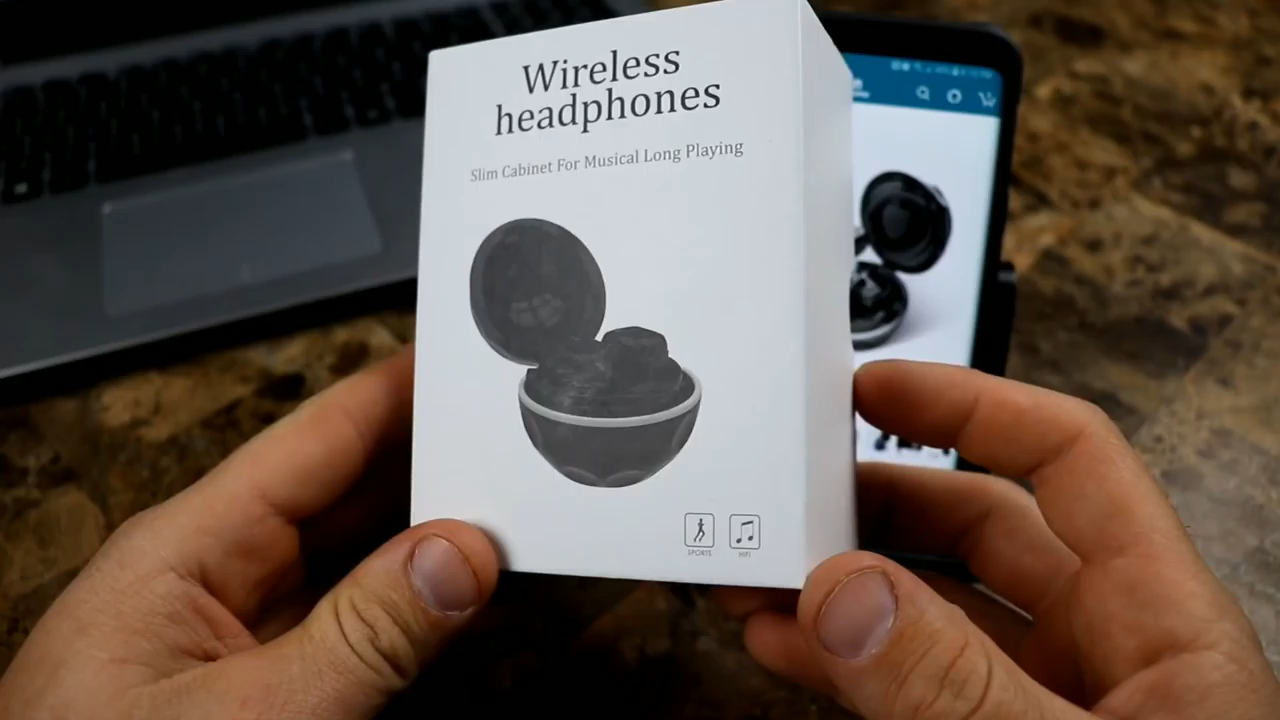 Wireless
headphones
Slim Cabinet For Musical Long Playing
SPORTS
HIFI